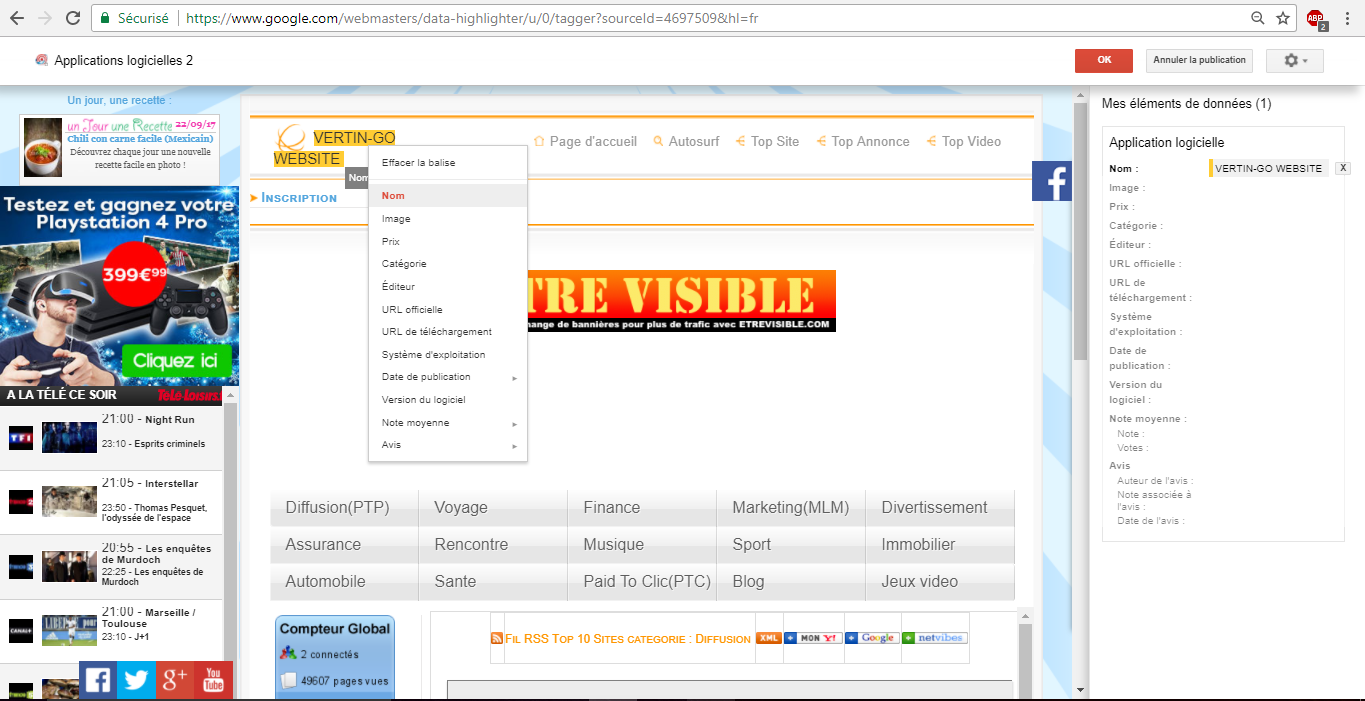 Sécurisé
https://www.google.com/webmasters/data-highlighter/u/0/tagger?sourceId=4697509&hl=fr
ABP
2
Applications logicielles 2
OK
Annuler la publication
Un jour, une recette :
un Jour une Recette 22/09/17
Chili con carne facile (Mexicain)
Découvrez chaque jour une nouvelle
recette facile en photo !
Testez et gagnez votre
Playstation 4 Pro
399€99
Cliquez ici
A LA TÉLÉ CE SOIR
Télé-Loisirs
TF1
21:00 - Night Run
23:10 - Esprits criminels
21:05 - Interstellar
23:50 - Thomas Pesquet,
l'odyssée de l'espace
20:55 - Les enquêtes
de Murdoch
22:25 - Les enquêtes de
Murdoch
CANAL+
21:00 - Marseille /
Toulouse
23:10 - J+1
You
Tube
VERTIN-GO
WEBSITE
Page d'accueil
Autosurf
Top Site
Top Annonce
Top Video
Inscription
Nom
Effacer la balise
Nom
Image
Prix
Catégorie
Éditeur
URL officielle
URL de téléchargement
Système d'exploitation
Date de publication
Version du logiciel
Note moyenne
Avis
TRE VISIBLE
hange de bannières pour plus de trafic avec ETREVISIBLE.COM
Diffusion(PTP) Voyage Finance Marketing(MLM) Divertissement
Assurance Rencontre Musique Sport Immobilier
Automobile Sante Paid To Clic(PTC) Blog Jeux video
Compteur Global
2 connectés
49607 pages vues
Fil RSS Top 10 Sites categorie : Diffusion XML + MON Y! + Google + netvibes
Mes éléments de données (1)
Application logicielle
Nom : VERTIN-GO WEBSITE X
Image :
Prix :
Catégorie :
Éditeur :
URL officielle :
URL de
téléchargement :
Système
d'exploitation :
Date de
publication :
Version du
logiciel :
Note moyenne :
Note :
Votes :
Avis
Auteur de l'avis :
Note associée à
l'avis :
Date de l'avis :